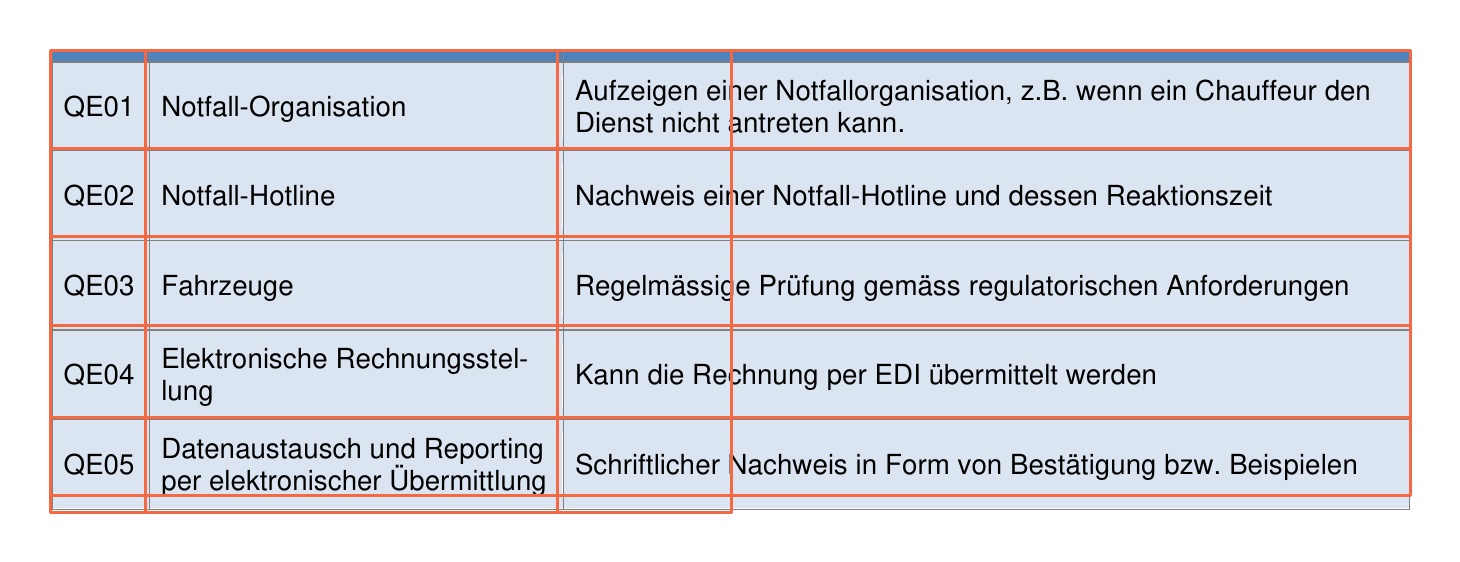 QE01 Notfall-Organisation Aufzeigen einer Notfallorganisation, z.B. wenn ein Chauffeur den
Dienst nicht antreten kann.
QE02 Notfall-Hotline Nachweis einer Notfall-Hotline und dessen Reaktionszeit
QE03 Fahrzeuge Regelmässige Prüfung gemäss regulatorischen Anforderungen
QE04 Elektronische Rechnungsstel-
lung Kann die Rechnung per EDI übermittelt werden
QE05 Datenaustausch und Reporting
per elektronischer Übermittlung Schriftlicher Nachweis in Form von Bestätigung bzw. Beispielen